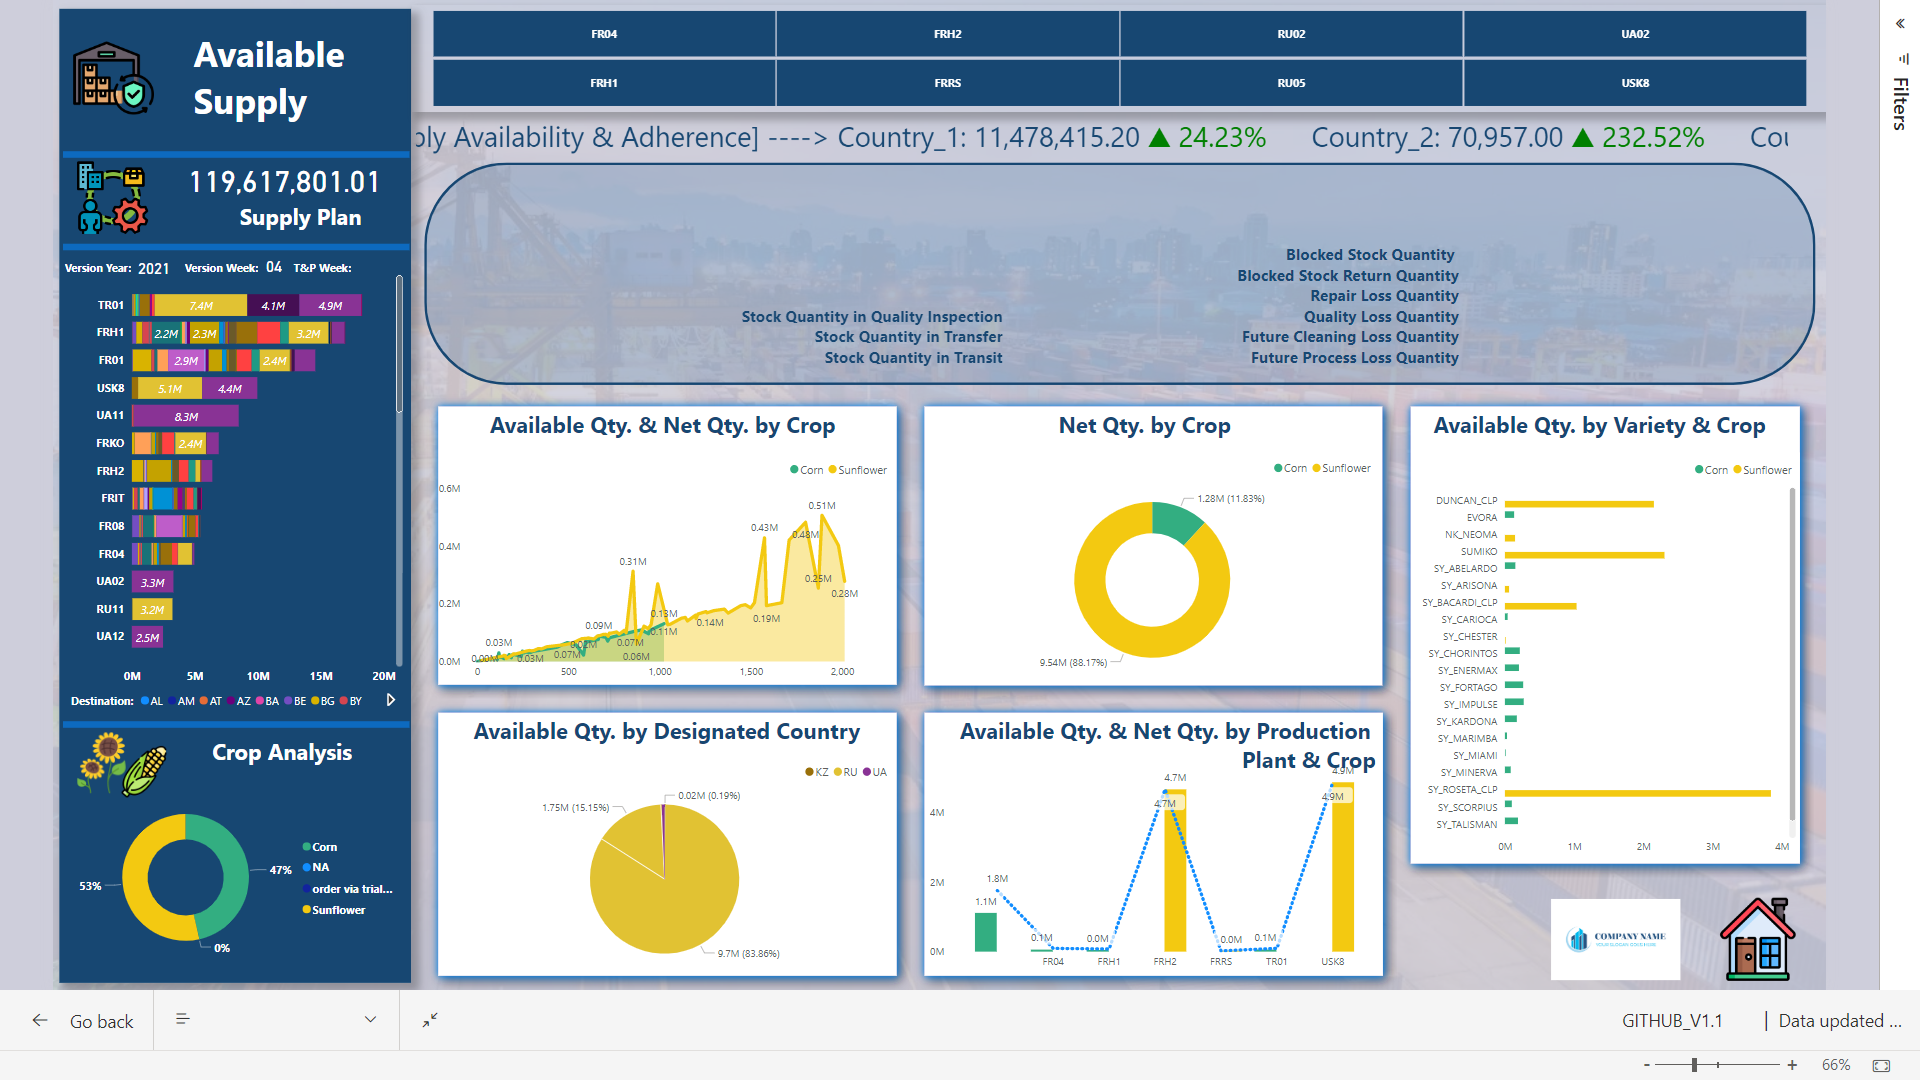 Available
Supply
119,617,801.01
Supply Plan
Version Year: 2021 Version Week: 04 T&P Week:
TR01 7.4M 4.1M 4.9M
FRH1 2.2M 2.3M 3.2M
FR01 2.9M 2.4M
USK8 5.1M 4.4M
UA11 8.3M
FRKO 2.4M
FRH2
FRIT
FR08
FR04
UA02 3.3M
RU11 3.2M
UA12 2.5M
0M 5M 10M 15M 20M
Destination: AL AM AT AZ BA BE BG BY
Crop Analysis
Corn
NA
order via trial...
Sunflower
47%
53%
0%
FR04 FRH2 RU02 UA02
FRH1 FRRS RU05 USK8
ply Availability & Adherence] ----> Country_1: 11,478,415.20 ▲ 24.23% Country_2: 70,957.00 ▲ 232.52% Cou
Stock Quantity in Quality Inspection
Stock Quantity in Transfer
Stock Quantity in Transit
Blocked Stock Quantity
Blocked Stock Return Quantity
Repair Loss Quantity
Quality Loss Quantity
Future Cleaning Loss Quantity
Future Process Loss Quantity
Available Qty. & Net Qty. by Crop
Corn Sunflower
0.6M
0.4M
0.2M
0.0M
0.00M
0.03M
0.03M
0.07M
0.02M
0.09M
0.31M
0.07M
0.06M
0.13M
0.11M
0.14M
0.43M
0.19M
0.48M
0.51M
0.25M
0.28M
0 500 1,000 1,500 2,000
Net Qty. by Crop
Corn Sunflower
1.28M (11.83%)
9.54M (88.17%)
Available Qty. by Variety & Crop
Corn Sunflower
DUNCAN_CLP
EVORA
NK_NEOMA
SUMIKO
SY_ABELARDO
SY_ARISONA
SY_BACARDI_CLP
SY_CARIOCA
SY_CHESTER
SY_CHORINTOS
SY_ENERMAX
SY_FORTAGO
SY_IMPULSE
SY_KARDONA
SY_MARIMBA
SY_MIAMI
SY_MINERVA
SY_ROSETA_CLP
SY_SCORPIUS
SY_TALISMAN
0M 1M 2M 3M 4M
Available Qty. by Designated Country
KZ RU UA
0.02M (0.19%)
1.75M (15.15%)
9.7M (83.86%)
Available Qty. & Net Qty. by Production
Plant & Crop
4M
2M
0M
1.8M
1.1M
0.1M
0.0M
4.7M
4.7M
0.0M
0.1M
4.9M
4.9M
FR04 FRH1 FRH2 FRRS TR01 USK8
COMPANY NAME
Filters
Go back
GITHUB_V1.1 | Data updated ...
- + 66%